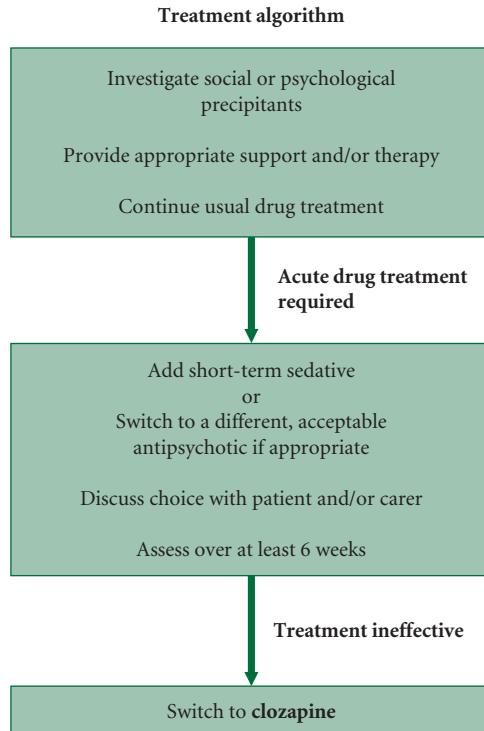 Treatment algorithm
Investigate social or psychological
precipitants
Provide appropriate support and/or therapy
Continue usual drug treatment
Acute drug treatment
required
Add short-term sedative
or
Switch to a different, acceptable
antipsychotic if appropriate
Discuss choice with patient and/or carer
Assess over at least 6 weeks
Treatment ineffective
Switch to clozapine